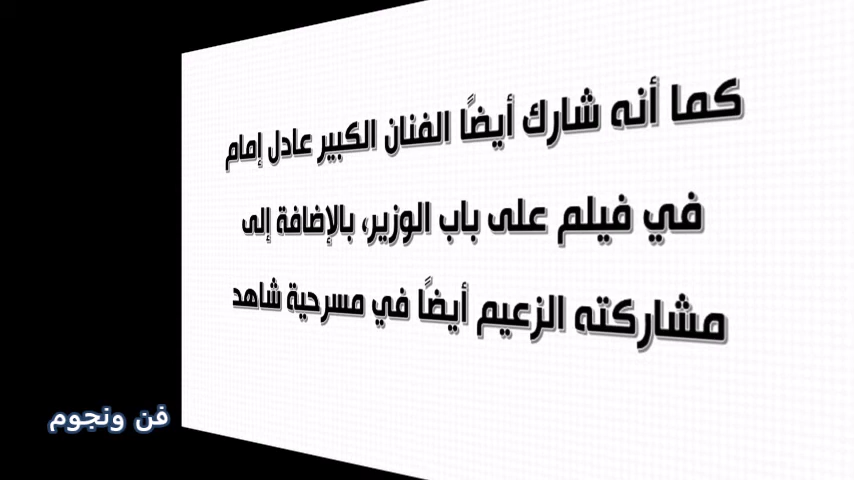 كما أنه شارك أيضًا الفنان الكبير عادل إمام
في فيلم على باب الوزير، بالإضافة إلى
مشاركته الزعيم أيضًا في مسرحية شاهد
فن ونجوم